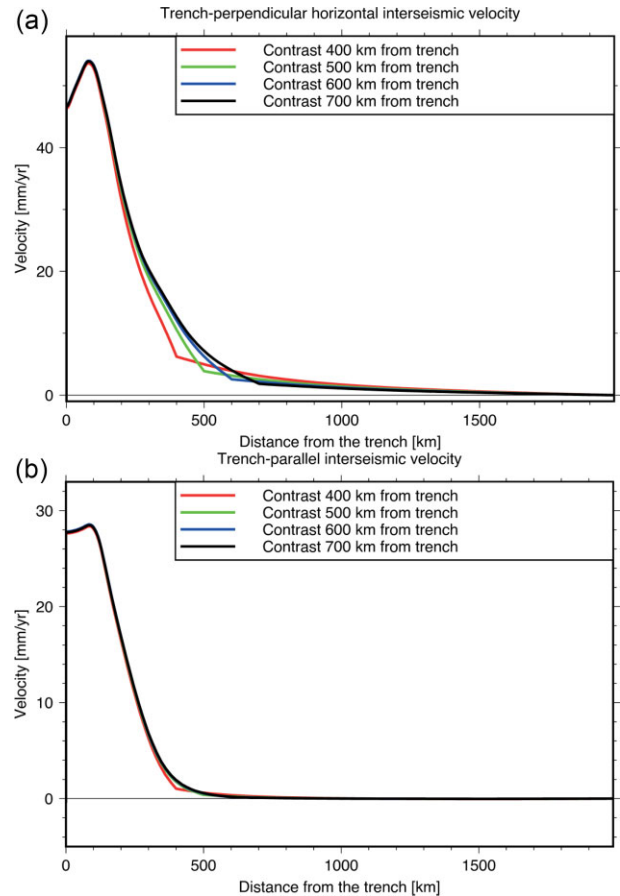 (a)
Trench-perpendicular horizontal interseismic velocity
Contrast 400 km from trench
Contrast 500 km from trench
Contrast 600 km from trench
Contrast 700 km from trench
Velocity [mm/yr]
40
20
0
0 500 1000 1500
Distance from the trench [km]
(b)
Trench-parallel interseismic velocity
Contrast 400 km from trench
Contrast 500 km from trench
Contrast 600 km from trench
Contrast 700 km from trench
Velocity [mm/yr]
30
20
10
0
0 500 1000 1500
Distance from the trench [km]